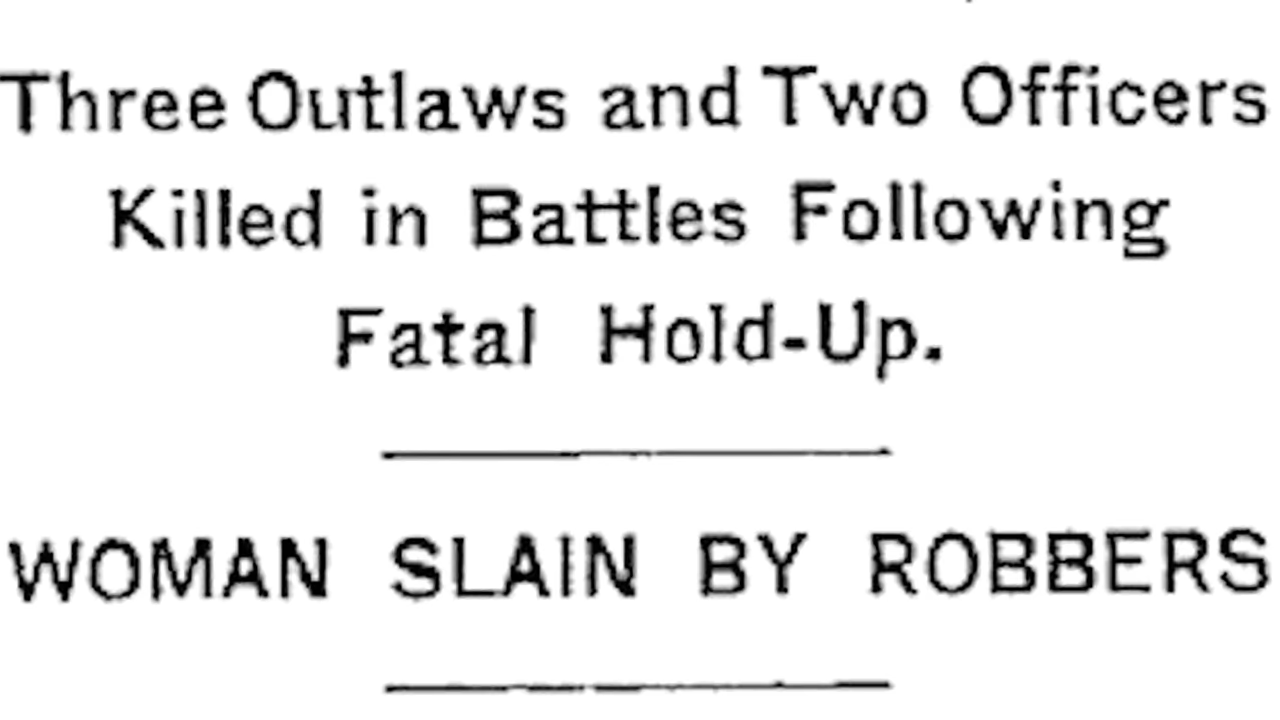 Three Outlaws and Two Officers
Killed in Battles Following
Fatal Hold-Up.
WOMAN SLAIN BY ROBBERS